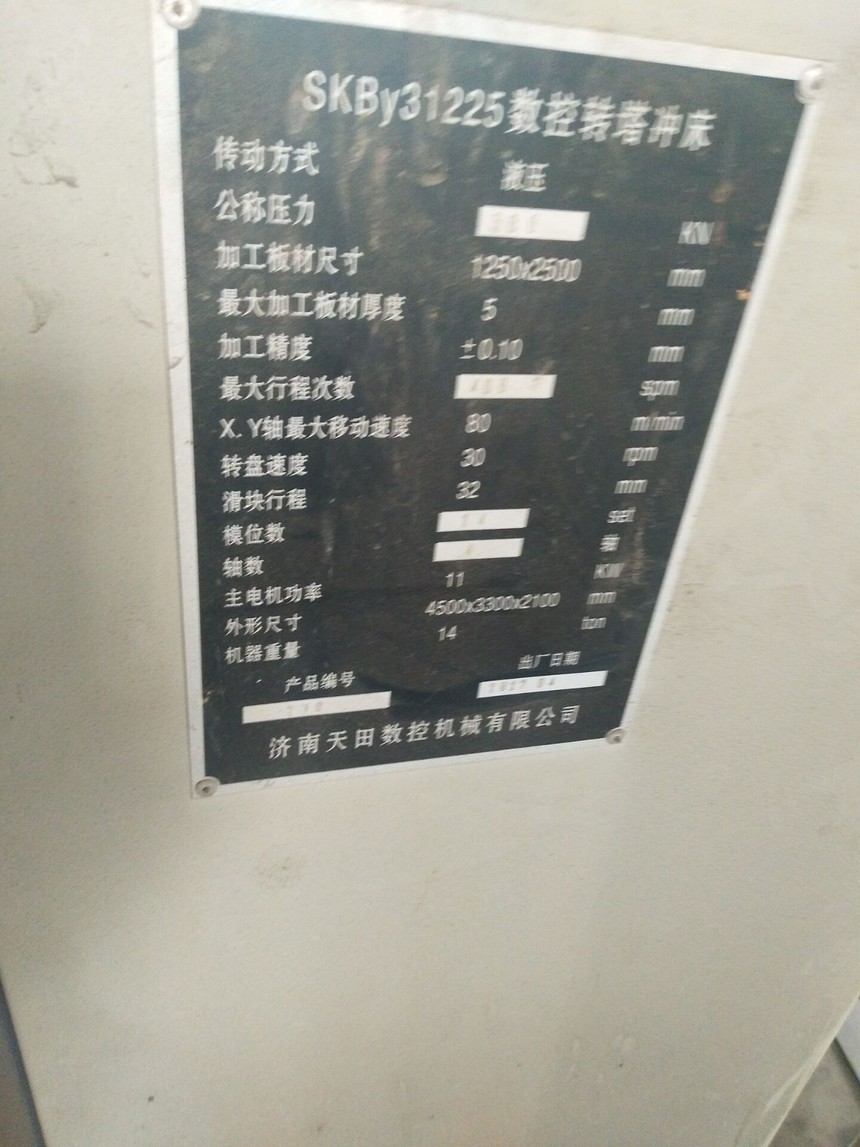 SKBy31225数控转塔冲床
传动方式 液压
公称压力 KN
加工板材尺寸 1250x2500 mm
最大加工板材厚度 5 mm
加工精度 ±0.10 mm
最大行程次数 spm
X.Y轴最大移动速度 80 m/min
转盘速度 30 rpm
滑块行程 32 mm
模位数 set
轴数 轴
主电机功率 11 KW
外形尺寸 4500x3300x2100 mm
机器重量 14 ton
产品编号 出厂日期
济南天田数控机械有限公司